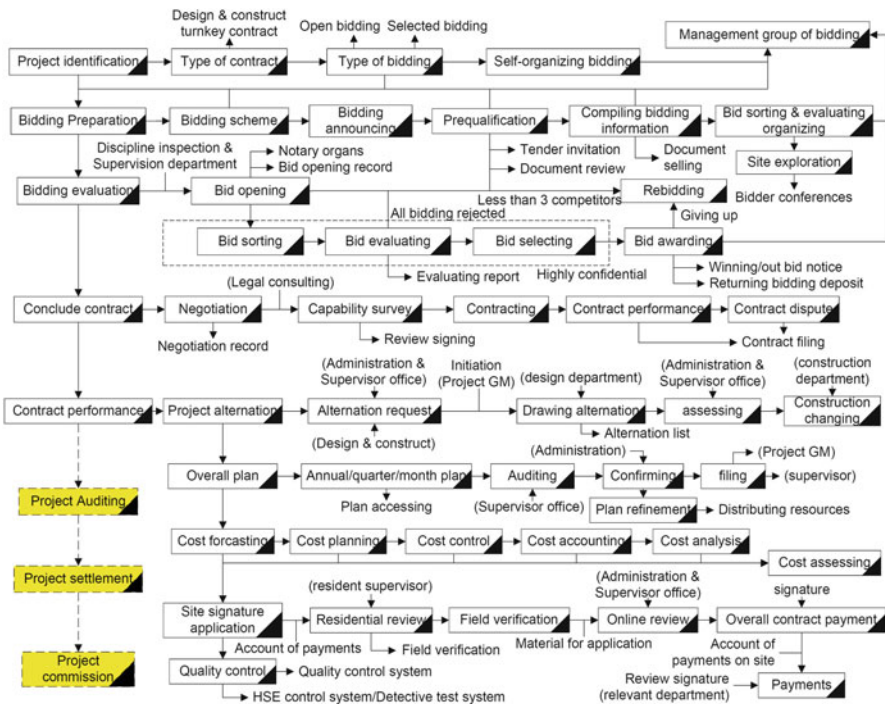 Design & construct
turnkey contract
Open bidding
Selected bidding
Management group of bidding
Project identification
Type of contract
Type of bidding
Self-organizing bidding
Bidding Preparation
Bidding scheme
Bidding
announcing
Prequalification
Compiling bidding
information
Bid sorting & evaluating
organizing
Discipline inspection &
Supervision department
Notary organs
Bid opening record
Tender invitation
Document review
Document
selling
Site exploration
Bidder conferences
Bidding evaluation
Bid opening
Rebidding
Less than 3 competitors
All bidding rejected
Giving up
Bid sorting
Bid evaluating
Bid selecting
Bid awarding
Evaluating report
Highly confidential
Winning/out bid notice
Returning bidding deposit
(Legal consulting)
Conclude contract
Negotiation
Capability survey
Contracting
Contract performance
Contract dispute
Negotiation record
Review signing
Contract filing
(Administration &
Supervisor office)
Initiation
(Project GM)
(design department)
(Administration &
Supervisor office)
(construction
department)
Contract performance
Project alternation
Alternation request
Drawing alternation
assessing
Construction
changing
(Design & construct)
Alternation list
(Administration)
(Project GM)
Overall plan
Annual/quarter/month plan
Auditing
Confirming
filing
(supervisor)
Plan accessing
(Supervisor office)
Plan refinement
Distributing resources
Project Auditing
Cost forcasting
Cost planning
Cost control
Cost accounting
Cost analysis
Cost assessing
Project settlement
(resident supervisor)
(Administration &
Supervisor office)
signature
Site signature
application
Residential review
Field verification
Online review
Overall contract payment
Account of payments
Field verification
Material for application
Account of
payments on site
Project
commission
Quality control
Quality control system
Review signature
(relevant department)
Payments
HSE control system/Detective test system